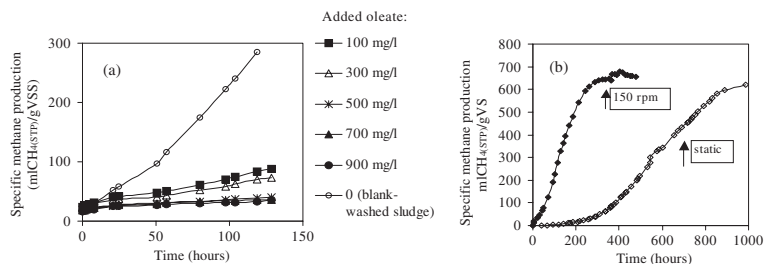 Specific methane production
(mlCH4(STP)/gVSS)
300
200
100
0
(a)
0
50
100
150
Time (hours)
Added oleate:
100 mg/l
300 mg/l
500 mg/l
700 mg/l
900 mg/l
0 (blank-
washed sludge)
Specific methane production
mlCH4(STP)/gVS
800
700
600
500
400
300
200
100
0
(b)
150 rpm
static
0
200
400
600
800
1000
Time (hours)